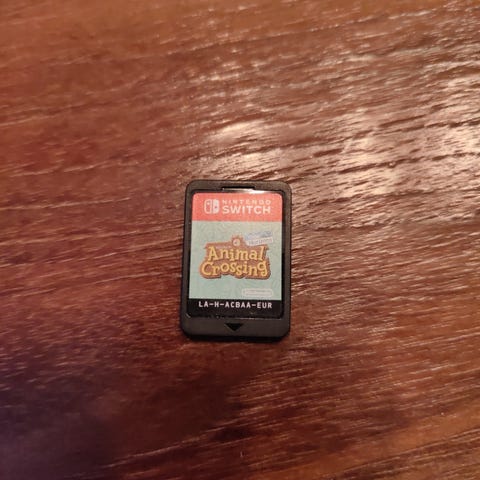 NINTENDO
SWITCH
Animal
Crossing
LA-H-ACBAA-EUR